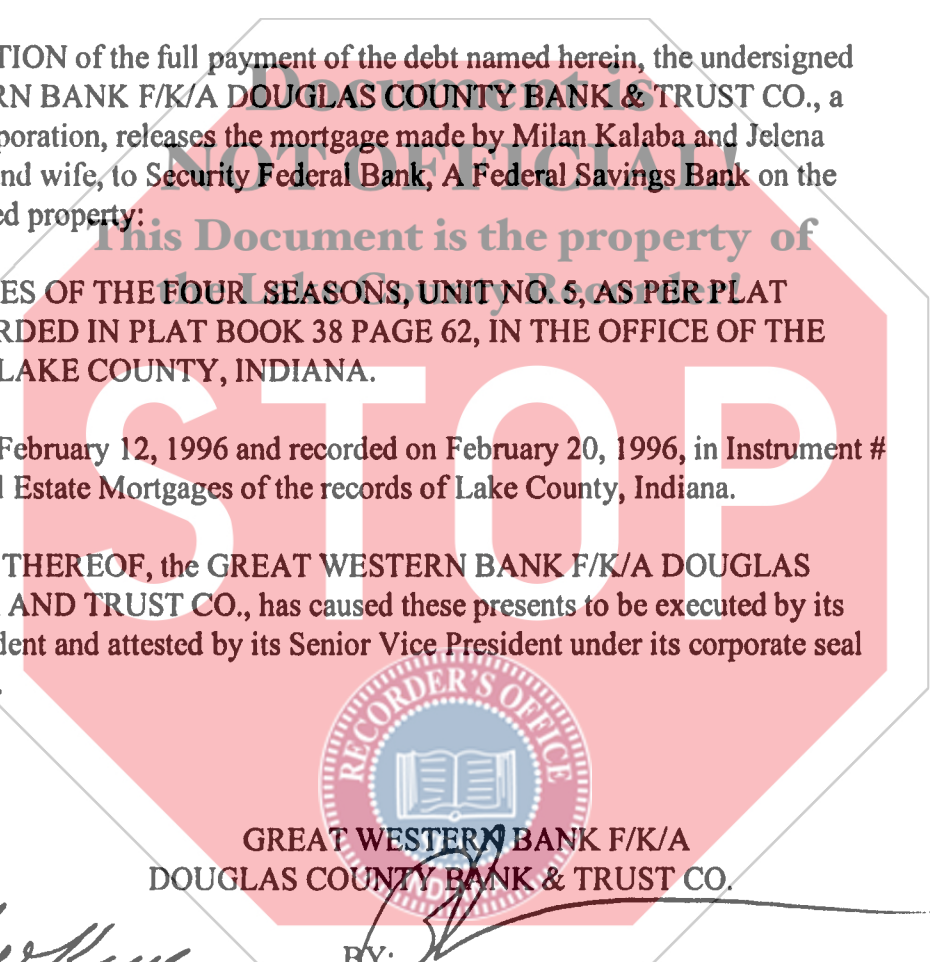 TION of the full payment of the debt named herein, the undersigned
RN BANK F/K/A DOUGLAS COUNTY BANK & TRUST CO., a
poration, releases the mortgage made by Milan Kalaba and Jelena
nd wife, to Security Federal Bank, A Federal Savings Bank on the
ed property:
Document is
NOT OFFICIAL!
This Document is the property of
the Lake County Recorder!
ES OF THE FOUR SEASONS, UNIT NO. 5, AS PER PLAT
RDED IN PLAT BOOK 38 PAGE 62, IN THE OFFICE OF THE
LAKE COUNTY, INDIANA.
STOP
February 12, 1996 and recorded on February 20, 1996, in Instrument #
l Estate Mortgages of the records of Lake County, Indiana.
THEREOF, the GREAT WESTERN BANK F/K/A DOUGLAS
AND TRUST CO., has caused these presents to be executed by its
dent and attested by its Senior Vice President under its corporate seal
RECORDER'S OFFICE
INDIANA
GREAT WESTERN BANK F/K/A
DOUGLAS COUNTY BANK & TRUST CO.
BY: